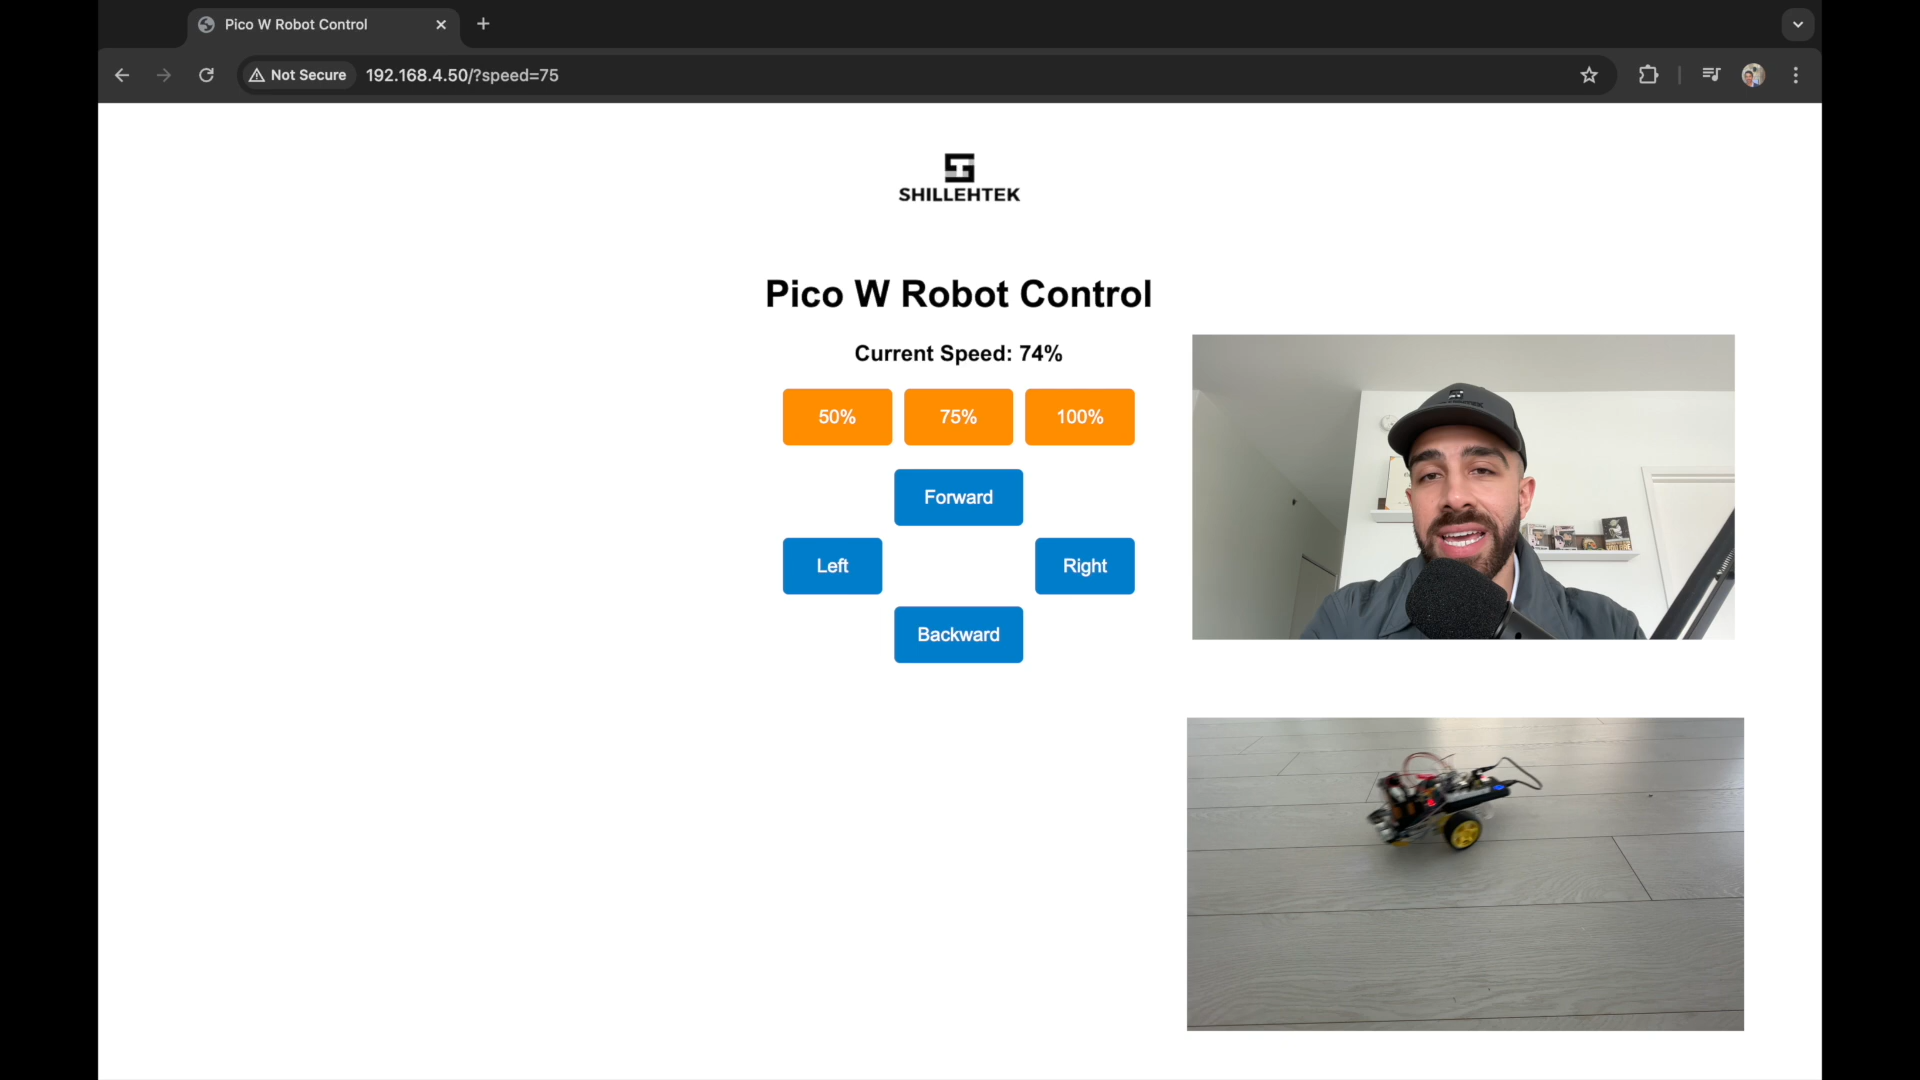 Pico W Robot Control
Not Secure 192.168.4.50/?speed=75
SHILLEHTEK
Pico W Robot Control
Current Speed: 74%
50% 75% 100%
Forward
Left Right
Backward